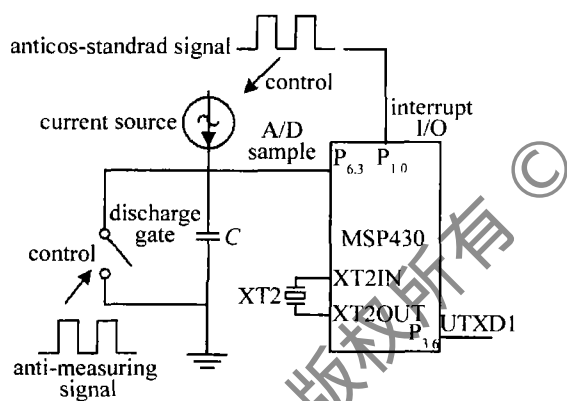 anticos-standrad signal
control
current source
A/D
sample
interrupt
I/O
P6.3 P1.0
discharge
gate
C
MSP430
control
XT2
XT2IN
XT2OUT
P3.6
UTXD1
anti-measuring
signal
版权所有 ©